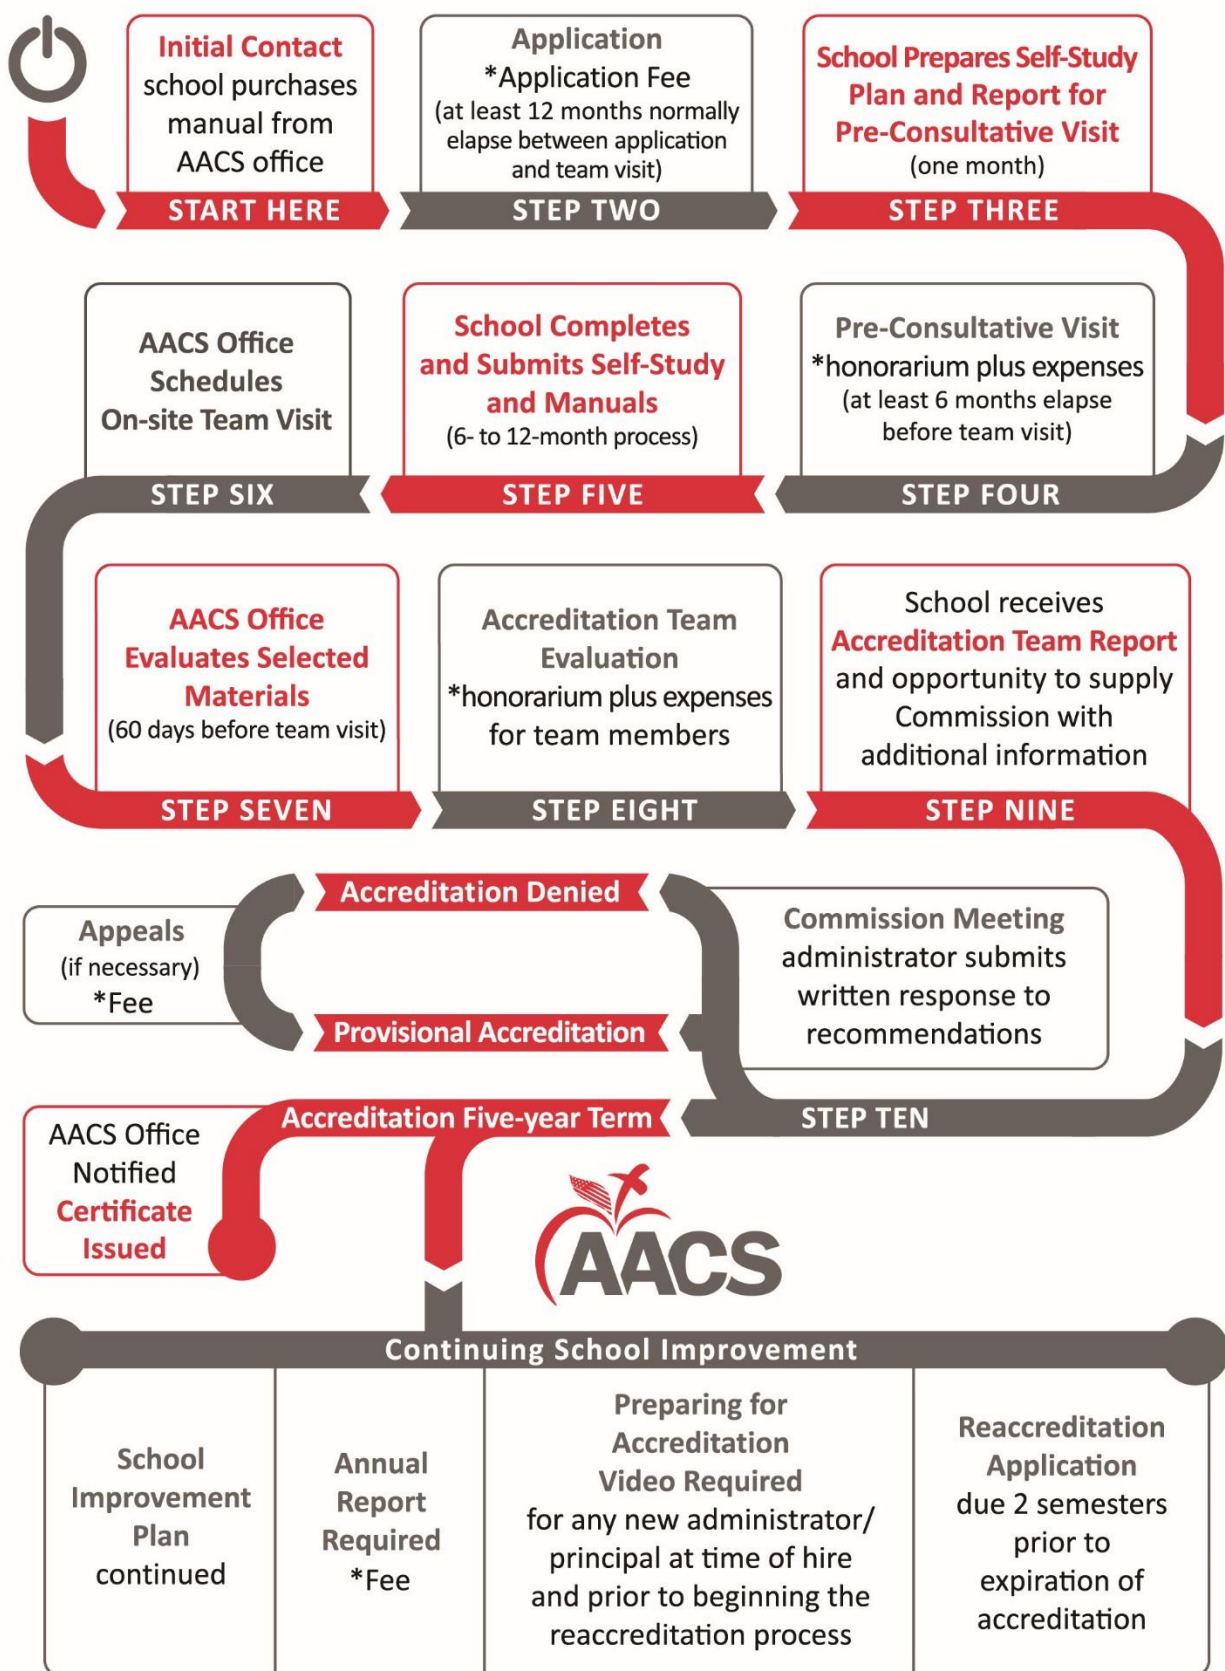 Initial Contact
school purchases
manual from
AACS office
START HERE
Application
*Application Fee
(at least 12 months normally
elapse between application
and team visit)
STEP TWO
School Prepares Self-Study
Plan and Report for
Pre-Consultative Visit
(one month)
STEP THREE
Pre-Consultative Visit
*honorarium plus expenses
(at least 6 months elapse
before team visit)
STEP FOUR
School Completes
and Submits Self-Study
and Manuals
(6- to 12-month process)
STEP FIVE
AACS Office
Schedules
On-site Team Visit
STEP SIX
AACS Office
Evaluates Selected
Materials
(60 days before team visit)
STEP SEVEN
Accreditation Team
Evaluation
*honorarium plus expenses
for team members
STEP EIGHT
School receives
Accreditation Team Report
and opportunity to supply
Commission with
additional information
STEP NINE
Commission Meeting
administrator submits
written response to
recommendations
STEP TEN
Accreditation Denied
Appeals
(if necessary)
*Fee
Provisional Accreditation
Accreditation Five-year Term
AACS Office
Notified
Certificate
Issued
AACS
Continuing School Improvement
School
Improvement
Plan
continued
Annual
Report
Required
*Fee
Preparing for
Accreditation
Video Required
for any new administrator/
principal at time of hire
and prior to beginning the
reaccreditation process
Reaccreditation
Application
due 2 semesters
prior to
expiration of
accreditation